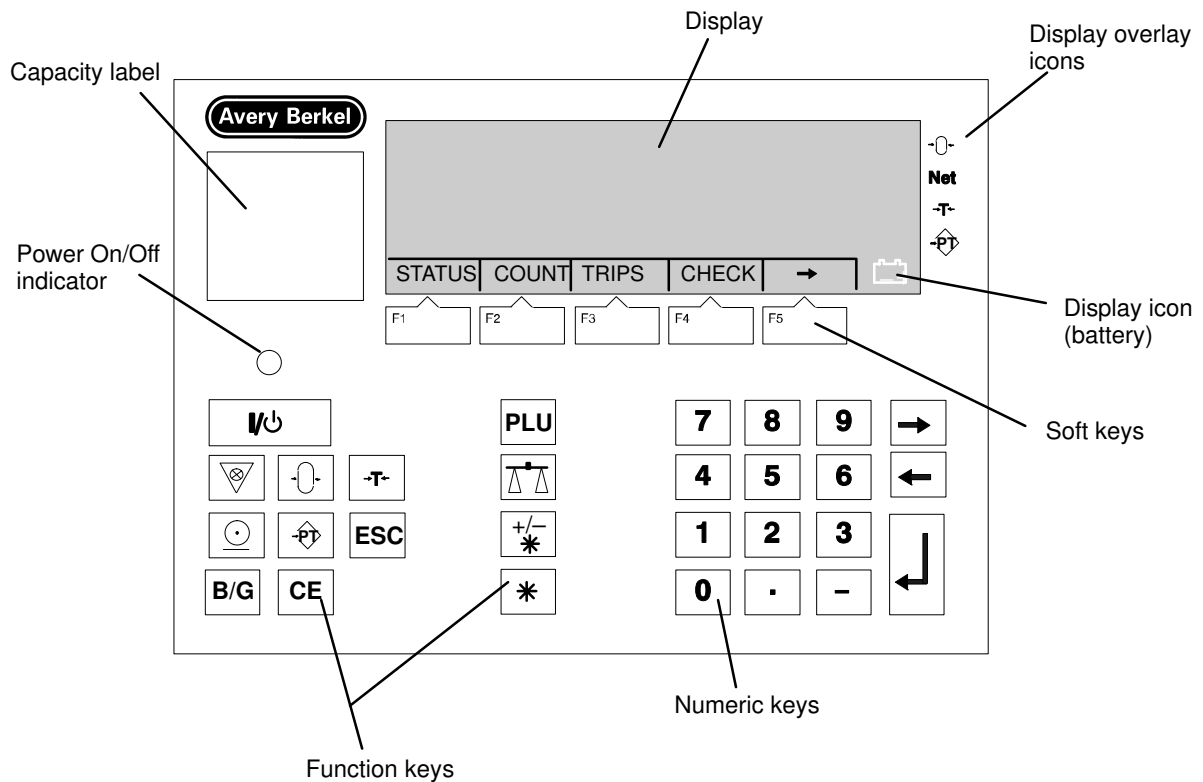 Display
Display overlay
icons
Capacity label
Avery Berkel
0
Net
T
PT
Power On/Off
indicator
STATUS COUNT TRIPS CHECK →
F1 F2 F3 F4 F5
Display icon
(battery)
PLU 7 8 9 →
Soft keys
T 4 5 6 ←
PT ESC +/– * 1 2 3
B/G CE * 0 . –
Numeric keys
Function keys